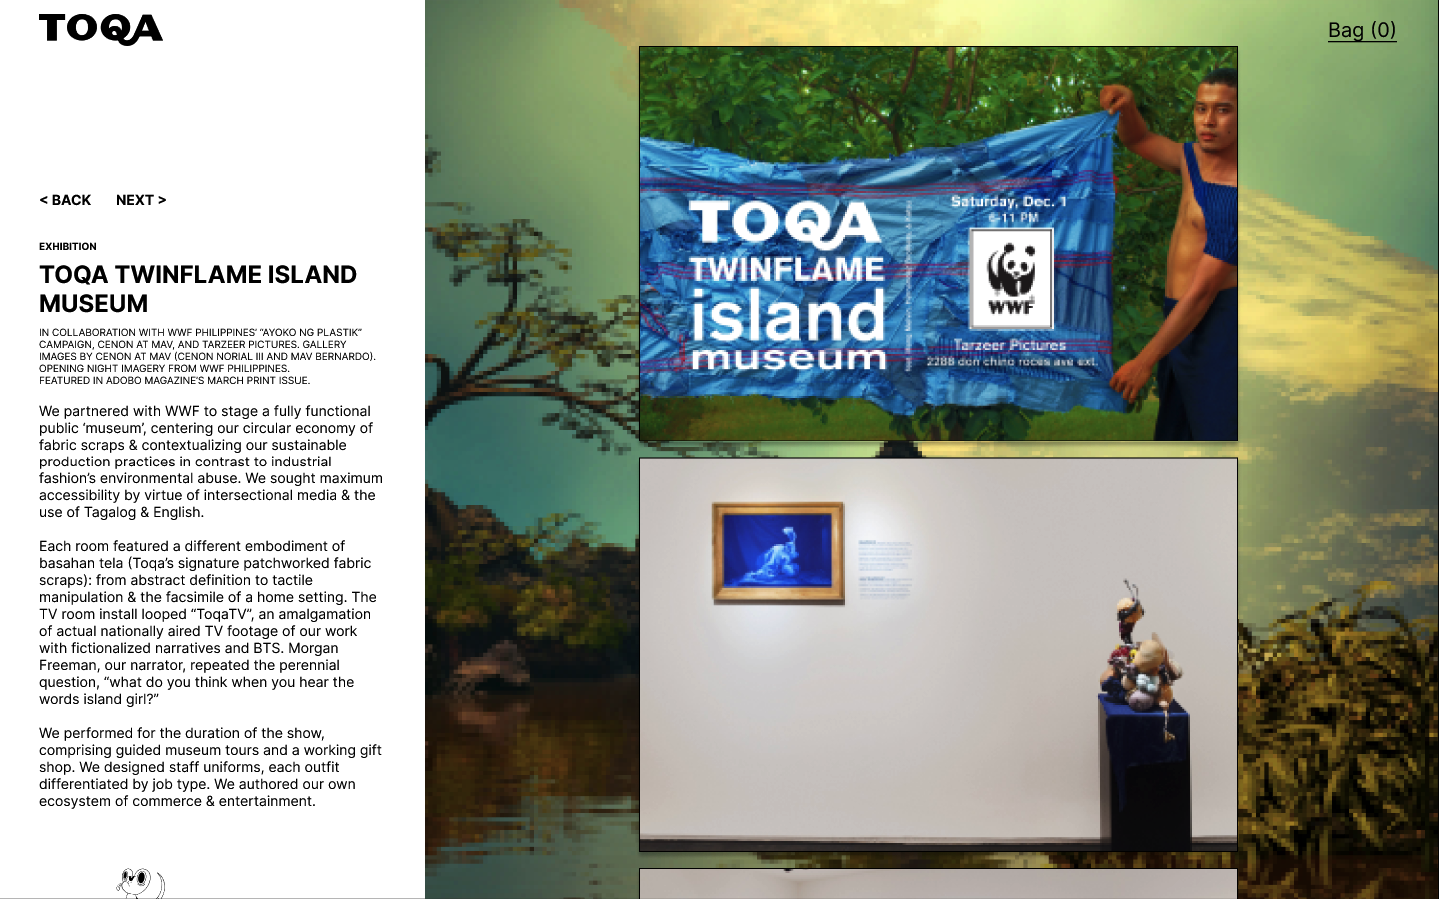 TOQA
Bag (0)
< BACK NEXT >
EXHIBITION
TOQA TWINFLAME ISLAND
MUSEUM
IN COLLABORATION WITH WWF PHILIPPINES' "AYOKO NG PLASTIK"
CAMPAIGN, CENON AT MAV, AND TARZEER PICTURES. GALLERY
IMAGES BY CENON AT MAV (CENON NORIAL III AND MAV BERNARDO).
OPENING NIGHT IMAGERY FROM WWF PHILIPPINES.
FEATURED IN ADOBO MAGAZINE'S MARCH PRINT ISSUE.
We partnered with WWF to stage a fully functional
public ‘museum’, centering our circular economy of
fabric scraps & contextualizing our sustainable
production practices in contrast to industrial
fashion’s environmental abuse. We sought maximum
accessibility by virtue of intersectional media & the
use of Tagalog & English.
Each room featured a different embodiment of
basahan tela (Toqa’s signature patchworked fabric
scraps): from abstract definition to tactile
manipulation & the facsimile of a home setting. The
TV room install looped “ToqaTV”, an amalgamation
of actual nationally aired TV footage of our work
with fictionalized narratives and BTS. Morgan
Freeman, our narrator, repeated the perennial
question, “what do you think when you hear the
words island girl?”
We performed for the duration of the show,
comprising guided museum tours and a working gift
shop. We designed staff uniforms, each outfit
differentiated by job type. We authored our own
ecosystem of commerce & entertainment.
TOQA
TWINFLAME
island
museum
Saturday, Dec. 1
6-11 PM
WWF
Tarzeer Pictures
2288 don chino roces ave ext.